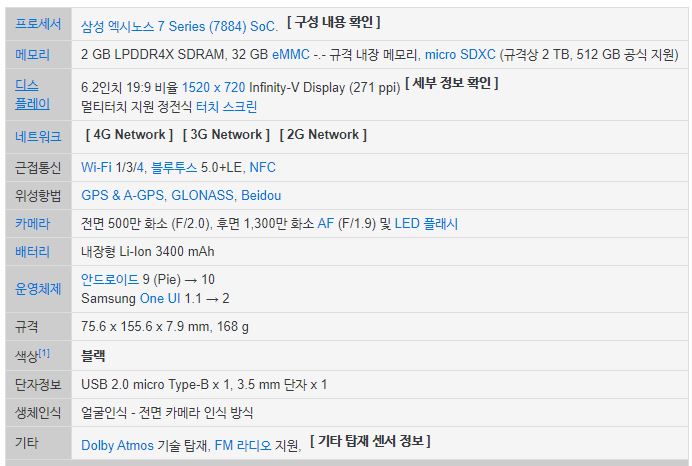 프로세서 삼성 엑시노스 7 Series (7884) SoC. [ 구성 내용 확인 ]
메모리 2 GB LPDDR4X SDRAM, 32 GB eMMC -.- 규격 내장 메모리, micro SDXC (규격상 2 TB, 512 GB 공식 지원)
디스플레이 6.2인치 19:9 비율 1520 x 720 Infinity-V Display (271 ppi) [ 세부 정보 확인 ]
멀티터치 지원 정전식 터치 스크린
네트워크 [ 4G Network ] [ 3G Network ] [ 2G Network ]
근접통신 Wi-Fi 1/3/4, 블루투스 5.0+LE, NFC
위성항법 GPS & A-GPS, GLONASS, Beidou
카메라 전면 500만 화소 (F/2.0), 후면 1,300만 화소 AF (F/1.9) 및 LED 플래시
배터리 내장형 Li-Ion 3400 mAh
운영체제 안드로이드 9 (Pie) → 10
Samsung One UI 1.1 → 2
규격 75.6 x 155.6 x 7.9 mm, 168 g
색상[1] 블랙
단자정보 USB 2.0 micro Type-B x 1, 3.5 mm 단자 x 1
생체인식 얼굴인식 - 전면 카메라 인식 방식
기타 Dolby Atmos 기술 탑재, FM 라디오 지원, [ 기타 탑재 센서 정보 ]